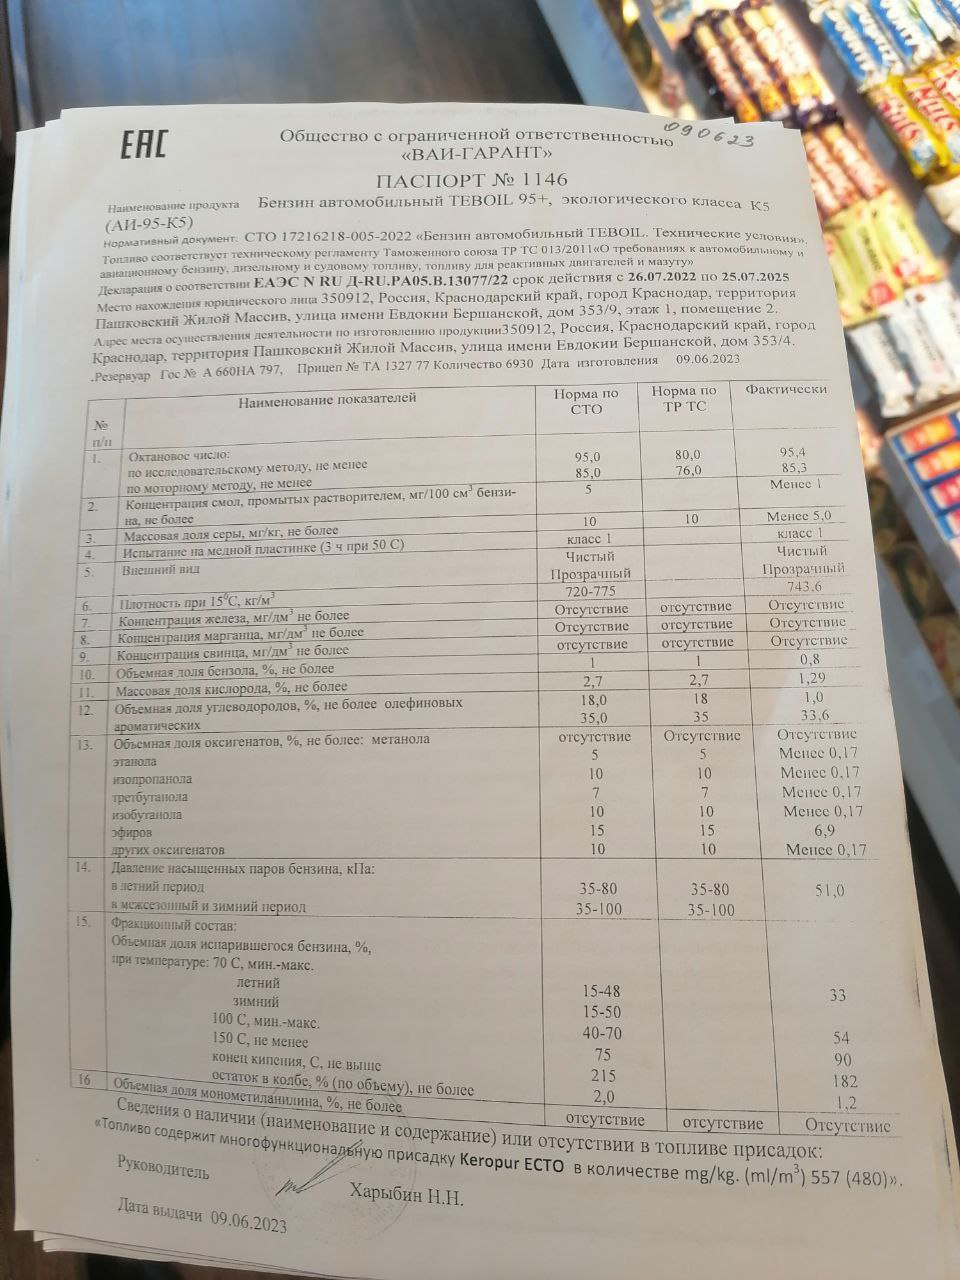 EAC
Общество с ограниченной ответственностью
090623
«ВАИ-ГАРАНТ»
ПАСПОРТ № 1146
Наименование продукта Бензин автомобильный TEBOIL 95+, экологического класса К5
(АИ-95-К5)
Нормативный документ: СТО 17216218-005-2022 «Бензин автомобильный TEBOIL. Технические условия».
Топливо соответствует техническому регламенту Таможенного союза ТР ТС 013/2011«О требованиях к автомобильному и
авиационному бензину, дизельному и судовому топливу, топливу для реактивных двигателей и мазуту»
Декларация о соответствии ЕАЭС N RU Д-RU.РА05.В.13077/22 срок действия с 26.07.2022 по 25.07.2025
Место нахождения юридического лица 350912, Россия, Краснодарский край, город Краснодар, территория
Пашковский Жилой Массив, улица имени Евдокии Бершанской, дом 353/9, этаж 1, помещение 2.
Адрес места осуществления деятельности по изготовлению продукции350912, Россия, Краснодарский край, город
Краснодар, территория Пашковский Жилой Массив, улица имени Евдокии Бершанской, дом 353/4.
.Резервуар Гос № А 660НА 797, Прицеп № ТА 1327 77 Количество 6930 Дата изготовления 09.06.2023
№ п/п Наименование показателей Норма по СТО Норма по ТР ТС Фактически
1. Октановое число:
по исследовательскому методу, не менее 95,0 80,0 95,4
по моторному методу, не менее 85,0 76,0 85,3
2. Концентрация смол, промытых растворителем, мг/100 см³ бензи- 5 Менее 1
на, не более
3. Массовая доля серы, мг/кг, не более 10 10 Менее 5,0
4. Испытание на медной пластинке (3 ч при 50 С) класс 1 класс 1
5. Внешний вид Чистый Чистый
Прозрачный Прозрачный
6. Плотность при 15⁰С, кг/м³ 720-775 743,6
7. Концентрация железа, мг/дм³ не более Отсутствие отсутствие Отсутствие
8. Концентрация марганца, мг/дм³ не более Отсутствие отсутствие Отсутствие
9. Концентрация свинца, мг/дм³ не более отсутствие отсутствие Отсутствие
10. Объемная доля бензола, %, не более 1 1 0,8
11. Массовая доля кислорода, %, не более 2,7 2,7 1,29
12. Объемная доля углеводородов, %, не более олефиновых 18,0 18 1,0
ароматических 35,0 35 33,6
13. Объемная доля оксигенатов, %, не более: метанола отсутствие Отсутствие Отсутствие
этанола 5 5 Менее 0,17
изопропанола 10 10 Менее 0,17
третбутанола 7 7 Менее 0,17
изобутанола 10 10 Менее 0,17
эфиров 15 15 6,9
других оксигенатов 10 10 Менее 0,17
14. Давление насыщенных паров бензина, кПа:
в летний период 35-80 35-80 51,0
в межсезонный и зимний период 35-100 35-100
15. Фракционный состав:
Объемная доля испарившегося бензина, %,
при температуре: 70 С, мин.-макс.
летний 15-48 33
зимний 15-50
100 С, мин.-макс. 40-70 54
150 С, не менее 75 90
конец кипения, С, не выше 215 182
остаток в колбе, % (по объему), не более 2,0 1,2
16 Объемная доля монометиланилина, %, не более отсутствие отсутствие Отсутствие
Сведения о наличии (наименование и содержание) или отсутствии в топливе присадок:
«Топливо содержит многофункциональную присадку Keropur ЕСТО в количестве mg/kg. (ml/m³) 557 (480)».
Руководитель Харыбин Н.Н.
Дата выдачи 09.06.2023
NUTS